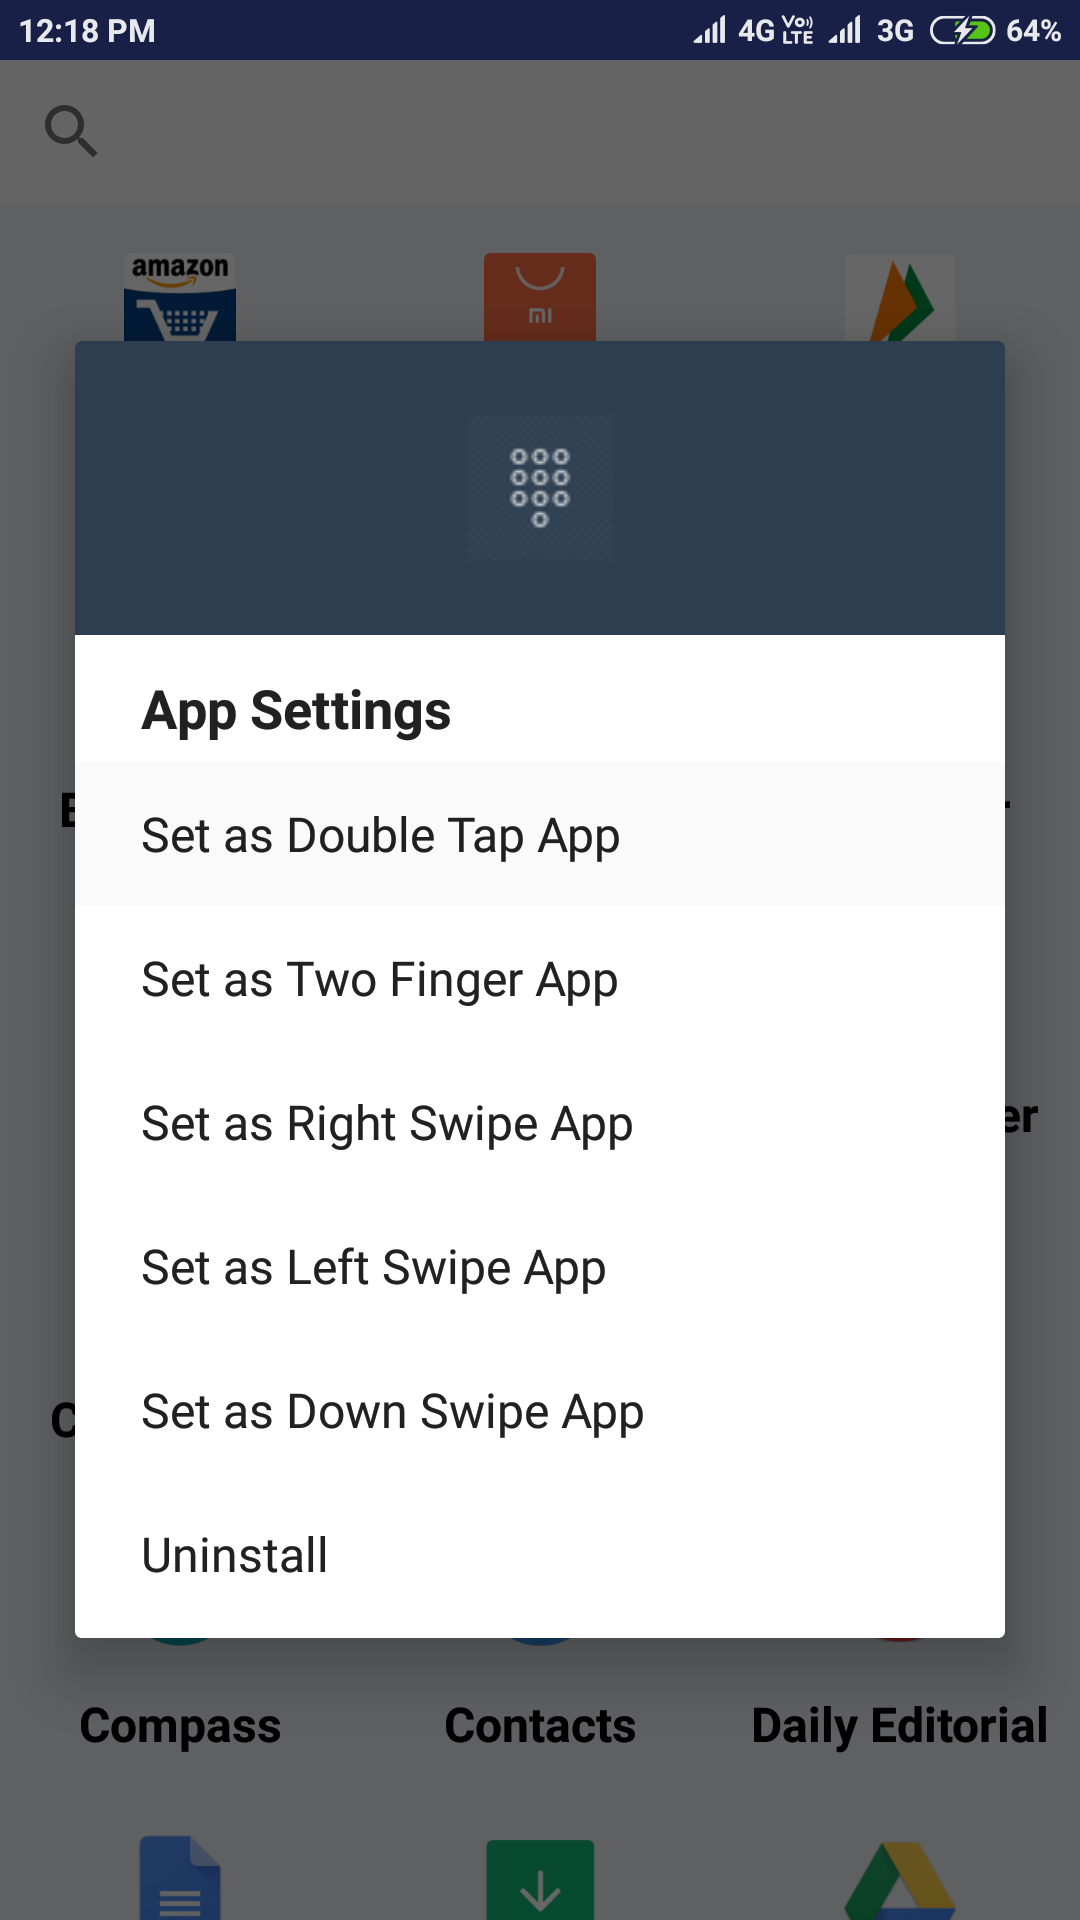 12:18 PM 4G VoLTE 3G 64%
amazon
mi
App Settings
Set as Double Tap App
Set as Two Finger App
Set as Right Swipe App
Set as Left Swipe App
Set as Down Swipe App
Uninstall
Compass Contacts Daily Editorial